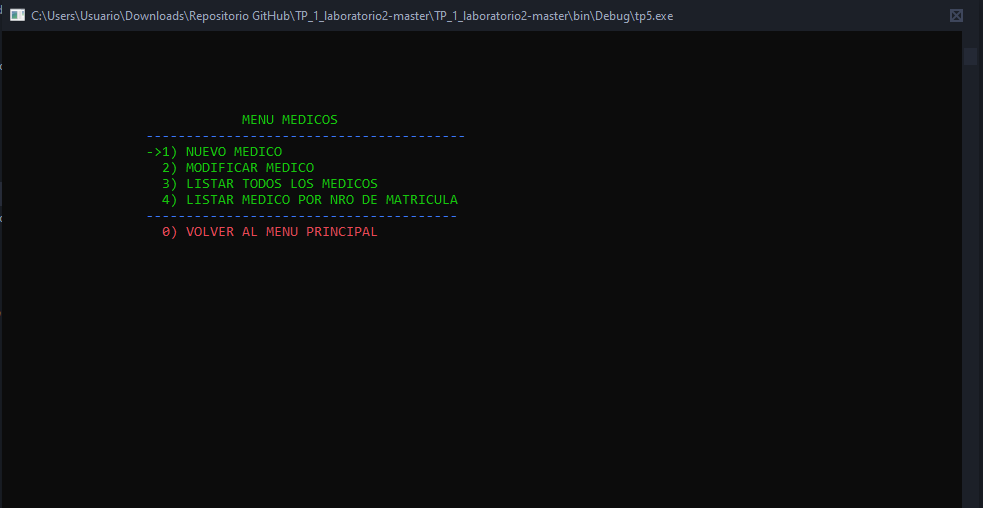 C:\Users\Usuario\Downloads\Repositorio GitHub\TP_1_laboratorio2-master\TP_1_laboratorio2-master\bin\Debug\tp5.exe
MENU MEDICOS
----------------------------------------
->1) NUEVO MEDICO
2) MODIFICAR MEDICO
3) LISTAR TODOS LOS MEDICOS
4) LISTAR MEDICO POR NRO DE MATRICULA
---------------------------------------
0) VOLVER AL MENU PRINCIPAL